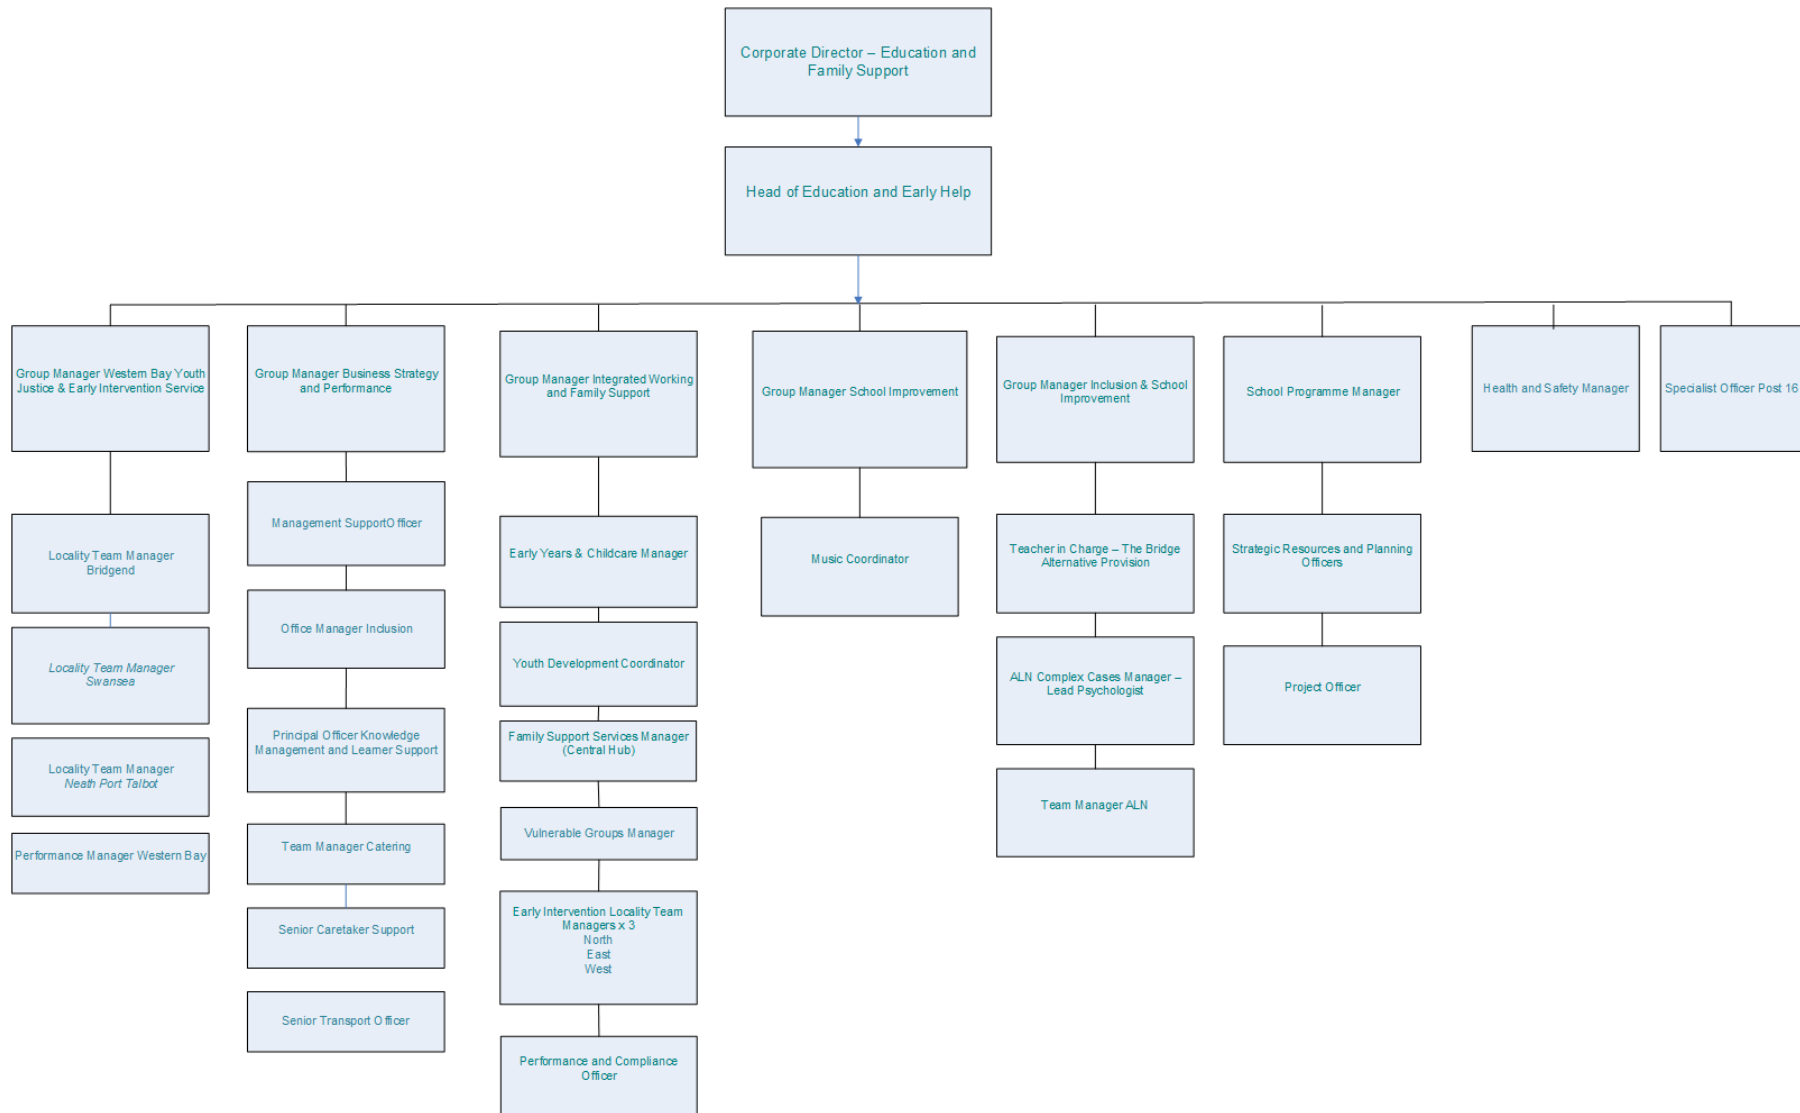 Corporate Director – Education and
Family Support
Head of Education and Early Help
Group Manager Western Bay Youth
Justice & Early Intervention Service
Group Manager Business Strategy
and Performance
Group Manager Integrated Working
and Family Support
Group Manager School Improvement
Group Manager Inclusion & School
Improvement
School Programme Manager
Health and Safety Manager
Specialist Officer Post 16
Locality Team Manager
Bridgend
Locality Team Manager
Swansea
Locality Team Manager
Neath Port Talbot
Performance Manager Western Bay
Management SupportOfficer
Office Manager Inclusion
Principal Officer Knowledge
Management and Learner Support
Team Manager Catering
Senior Caretaker Support
Senior Transport Officer
Early Years & Childcare Manager
Youth Development Coordinator
Family Support Services Manager
(Central Hub)
Vulnerable Groups Manager
Early Intervention Locality Team
Managers x 3
North
East
West
Performance and Compliance
Officer
Music Coordinator
Teacher in Charge – The Bridge
Alternative Provision
ALN Complex Cases Manager –
Lead Psychologist
Team Manager ALN
Strategic Resources and Planning
Officers
Project Officer